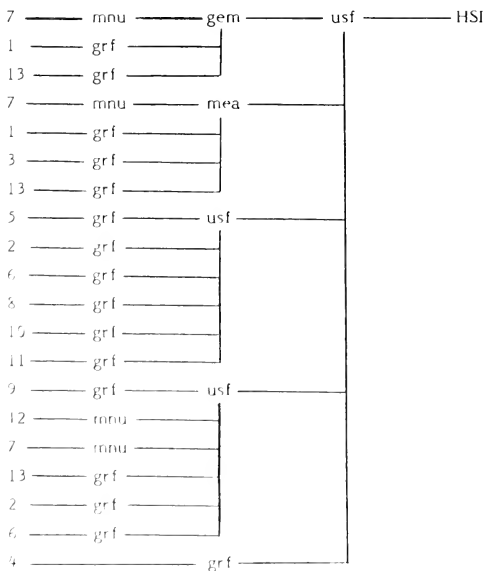 7 mnu gem usf HSI
1 grf
13 grf
7 mnu mea
1 grf
3 grf
13 grf
5 grf usf
2 grf
6 grf
8 grf
10 grf
11 grf
9 grf usf
12 mnu
7 mnu
13 grf
2 grf
6 grf
4 grf